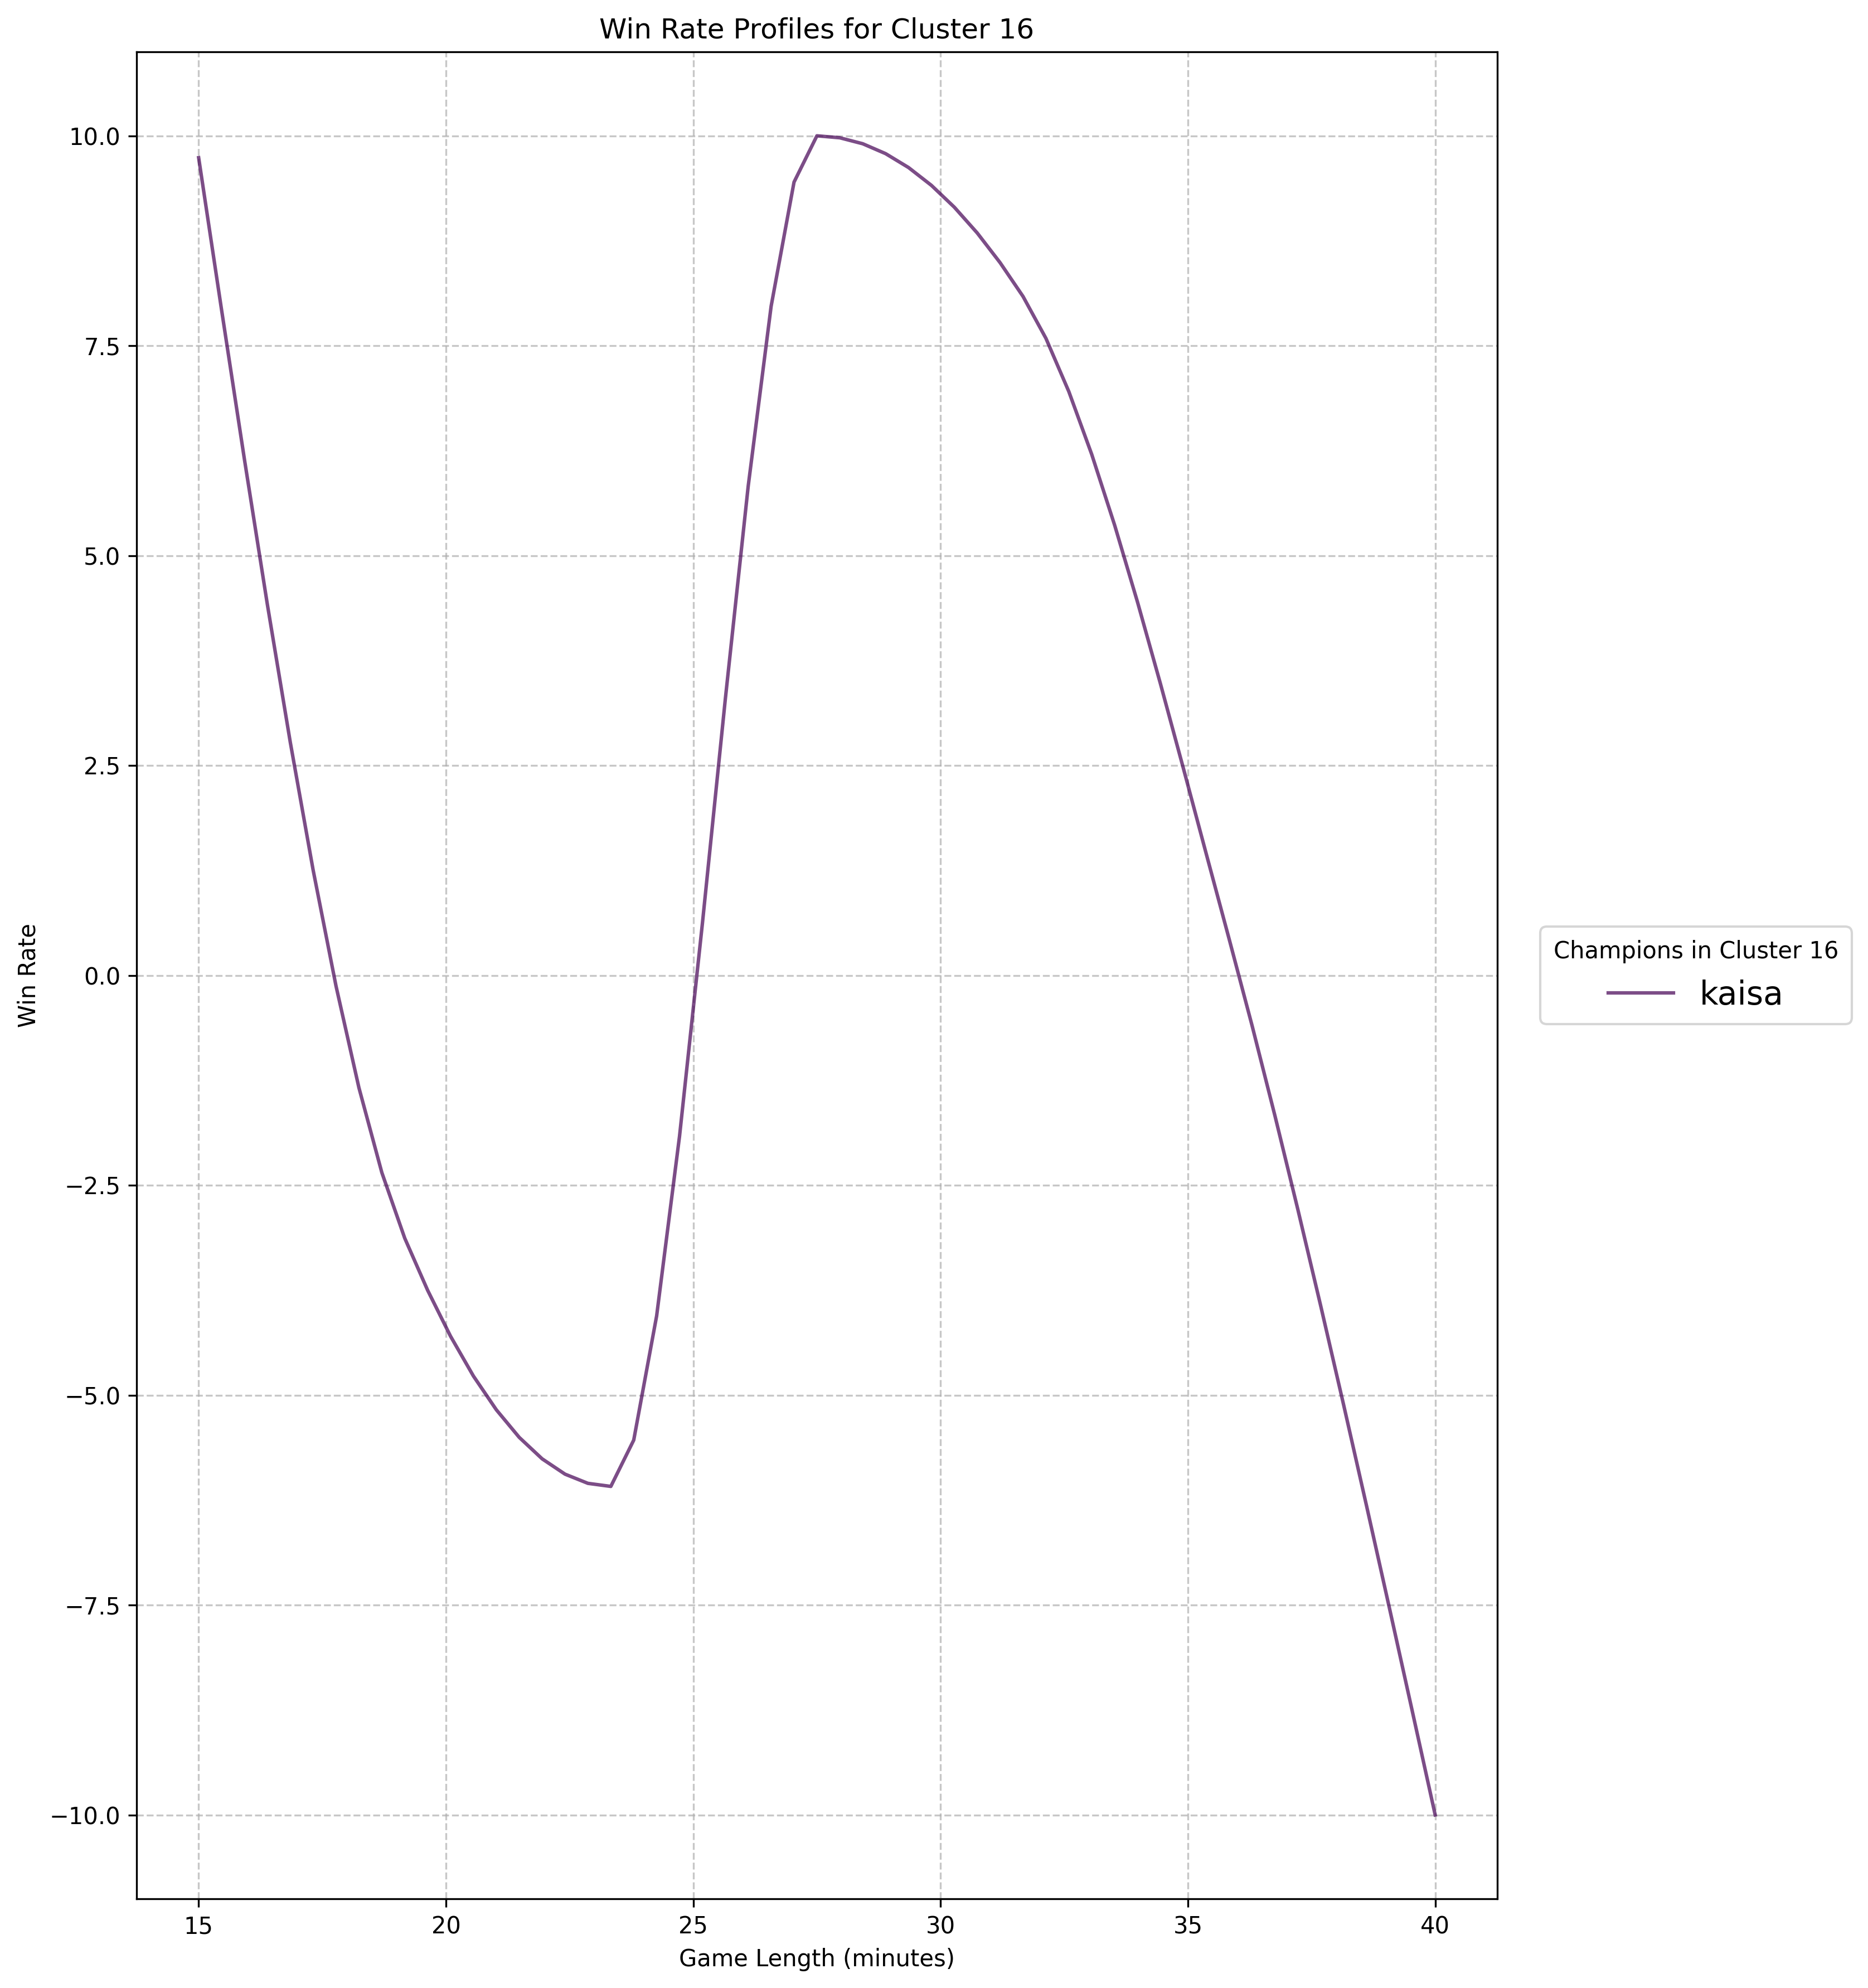 Win Rate Profiles for Cluster 16
10.0
7.5
5.0
2.5
0.0
−2.5
−5.0
−7.5
−10.0
Win Rate
15 20 25 30 35 40
Game Length (minutes)
Champions in Cluster 16
kaisa